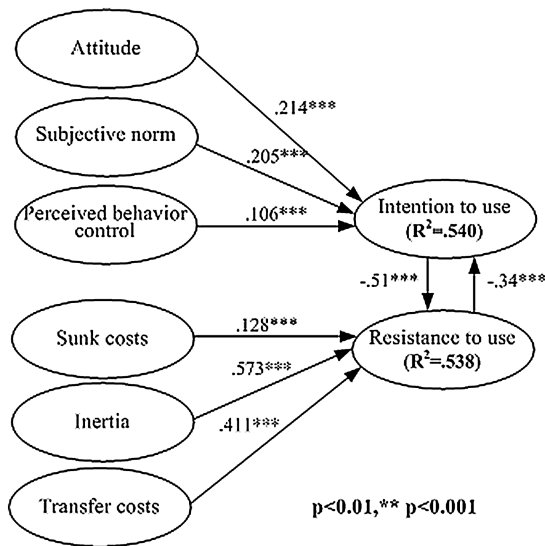 Attitude
.214***
Subjective norm
.205***
Perceived behavior
control
.106***
Intention to use
(R²=.540)
-.51***
-.34***
Sunk costs
.128***
Resistance to use
(R²=.538)
.573***
Inertia
.411***
Transfer costs
p<0.01,** p<0.001